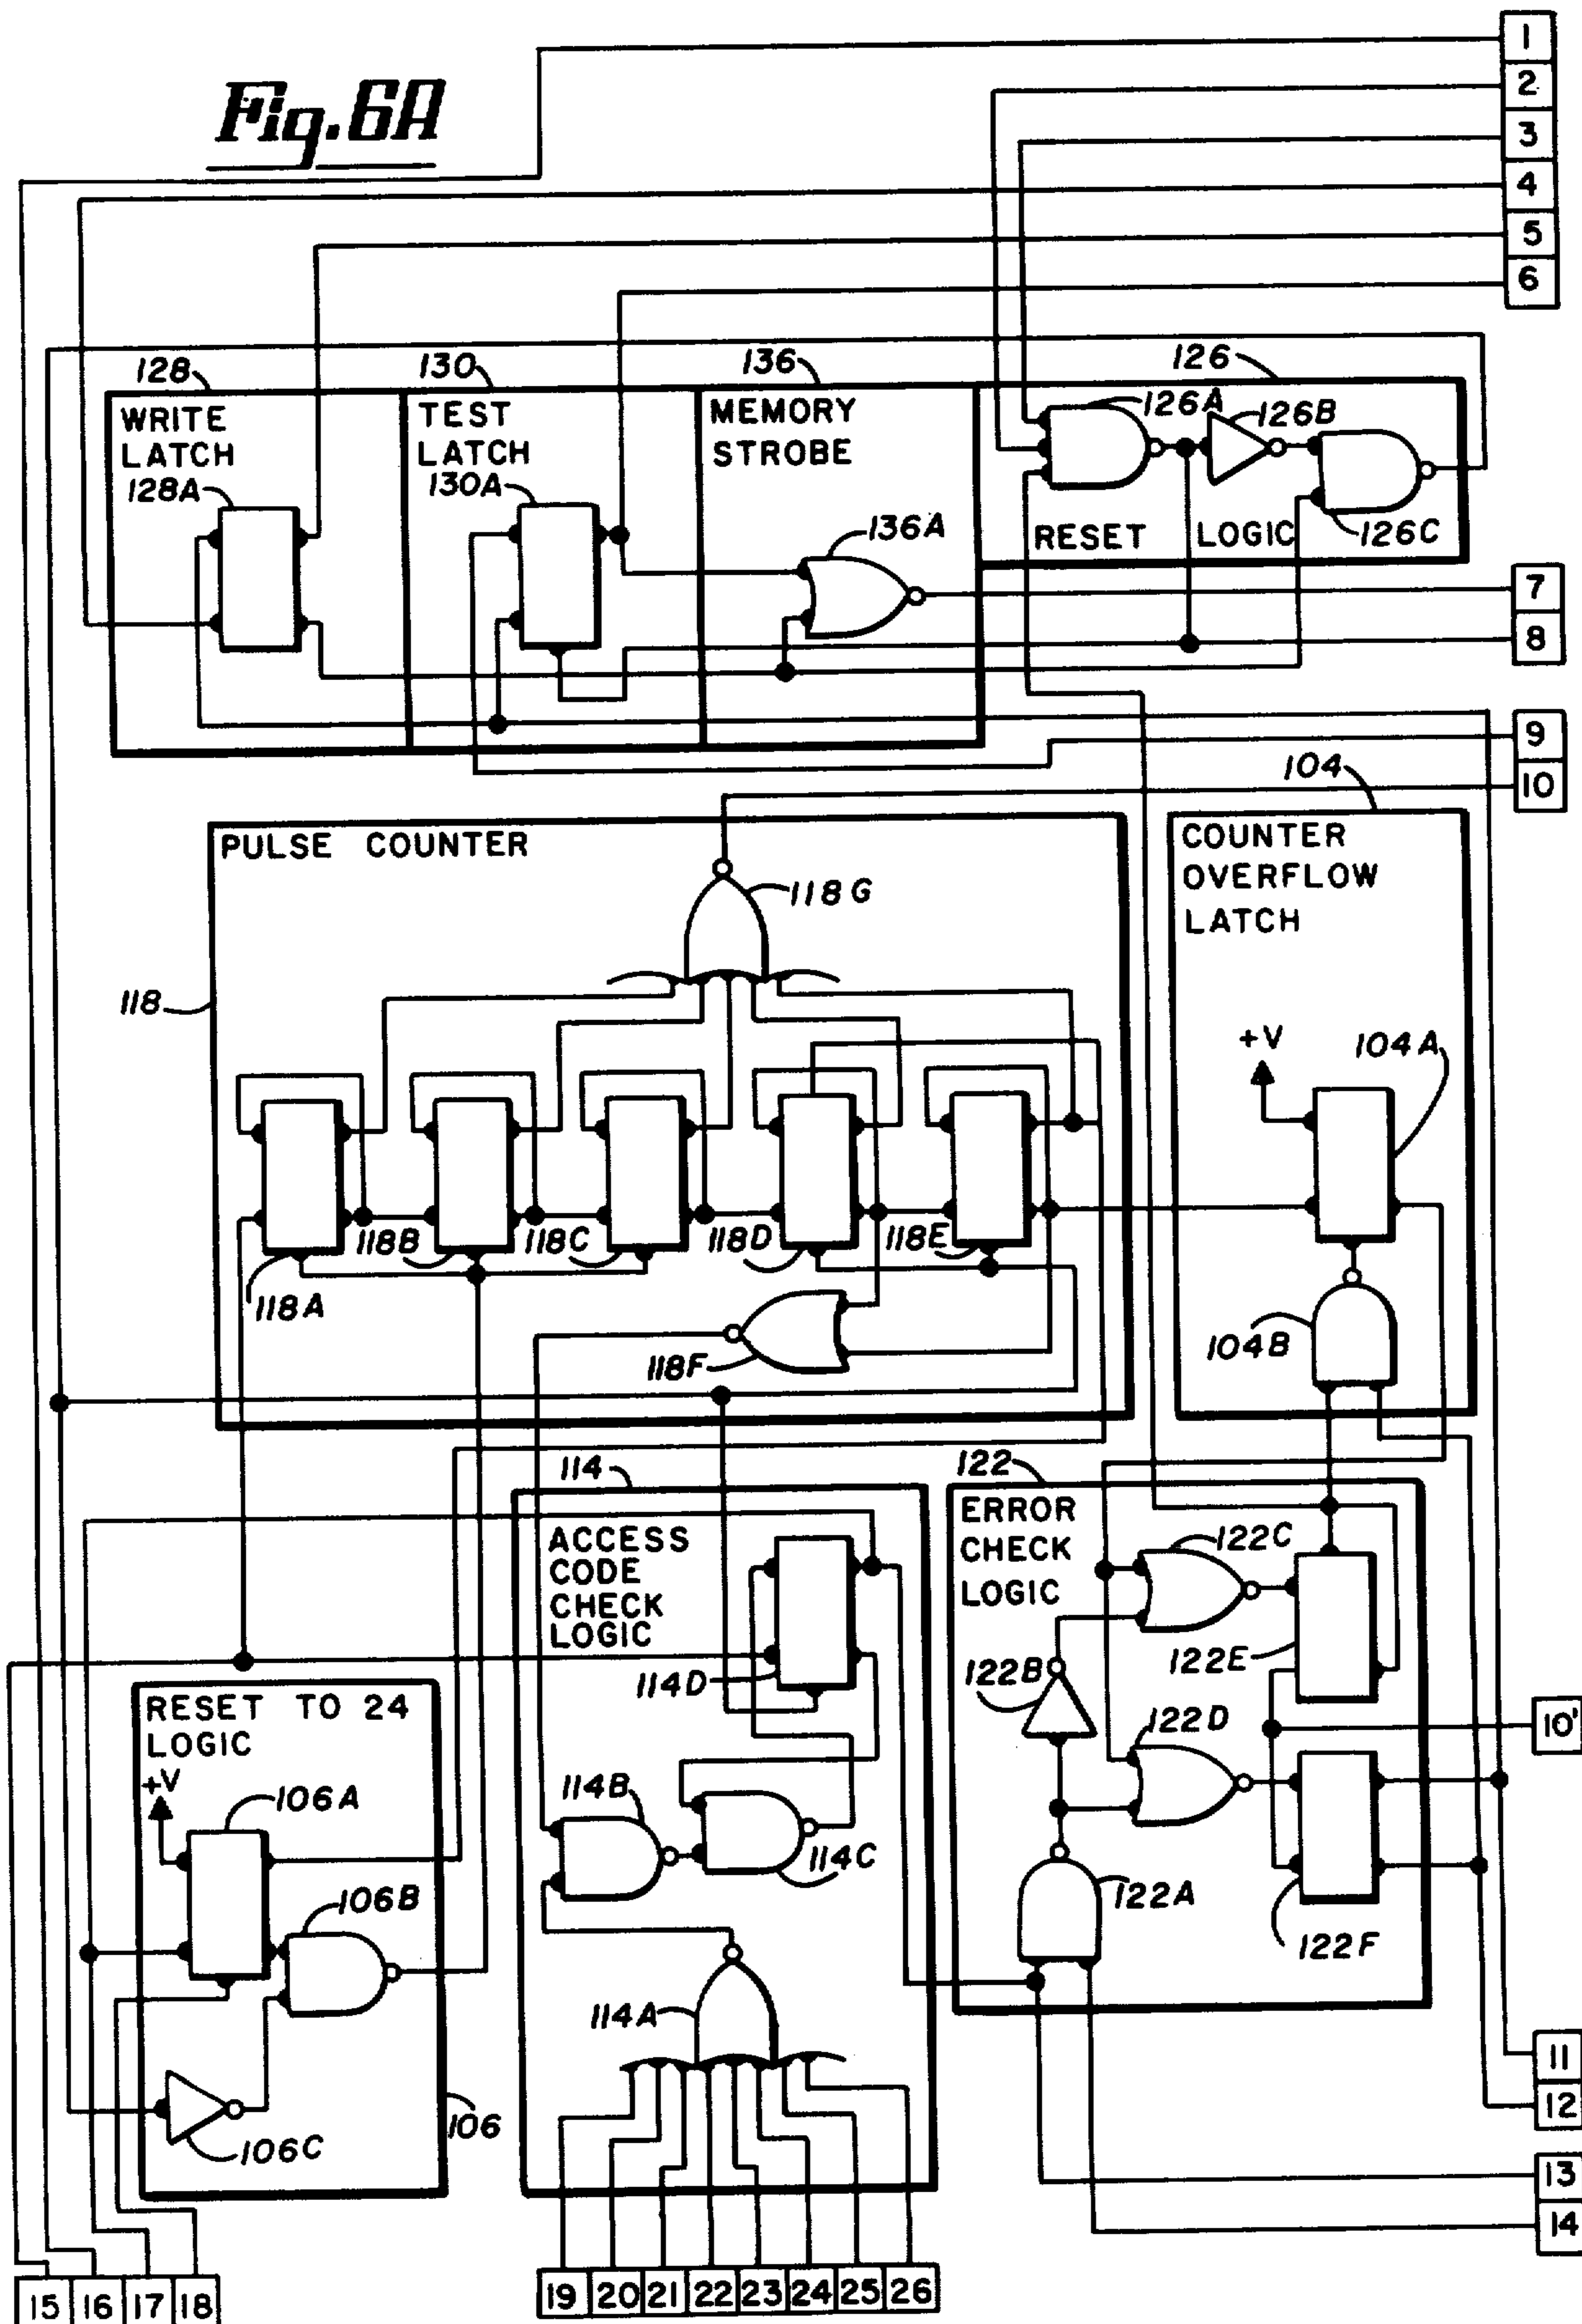 Fig. 6A
1
2
3
4
5
6
128
130
136
126
WRITE
LATCH
128A
TEST
LATCH
130A
MEMORY
STROBE
136A
126A
126B
126C
RESET LOGIC
7
8
9
10
104
PULSE COUNTER
COUNTER
OVERFLOW
LATCH
118G
118
+V
104A
118A
118B
118C
118D
118E
118F
104B
114
122
ACCESS
CODE
CHECK
LOGIC
ERROR
CHECK
LOGIC
122C
114D
122B
122E
RESET TO 24
LOGIC
122D
10'
+V
106A
114B
114C
106B
122A
122F
114A
106C
106
11
12
13
14
15 16 17 18
19 20 21 22 23 24 25 26